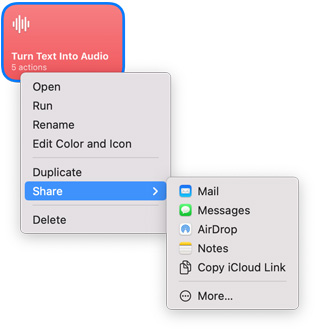 Turn Text Into Audio
5 actions
Open
Run
Rename
Edit Color and Icon
Duplicate
Share
Delete
Mail
Messages
AirDrop
Notes
Copy iCloud Link
More...